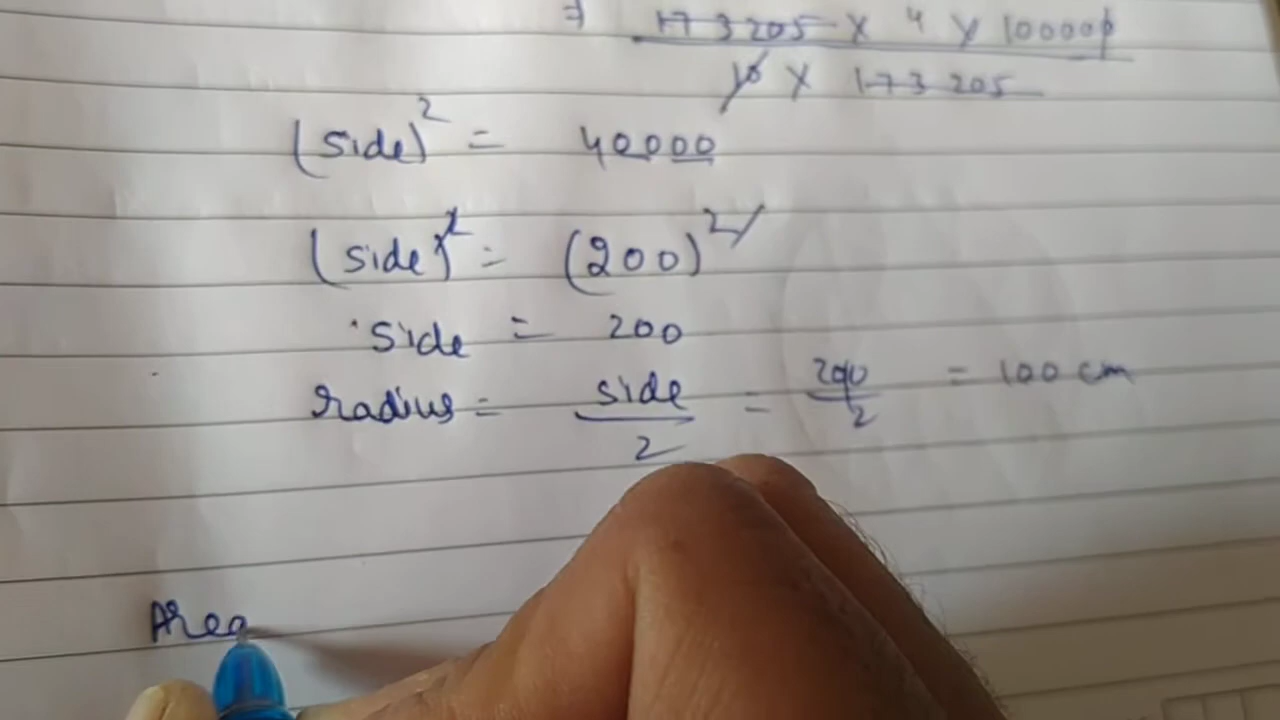 ⇒ 173205 × 4 × 100000
10 × 173205
(side)² = 40000
(side)² = (200)²
side = 200
radius = side/2 = 200/2 = 100 cm
Area